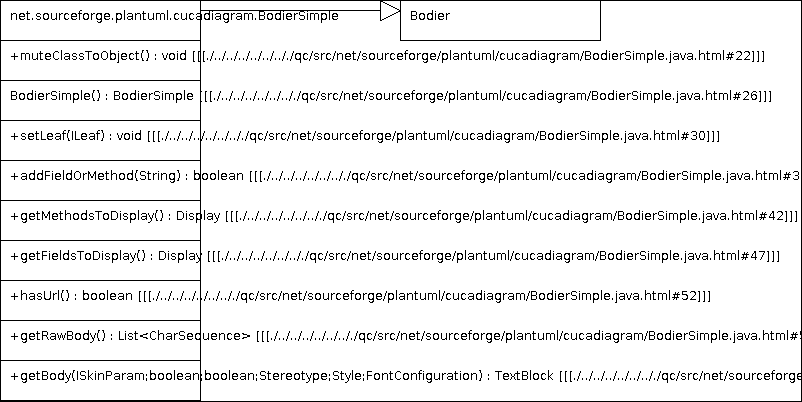 net.sourceforge.plantuml.cucadiagram.BodierSimple
Bodier
+muteClassToObject() : void [[[./../../../../../../../qc/src/net/sourceforge/plantuml/cucadiagram/BodierSimple.java.html#22]]]
BodierSimple() : BodierSimple [[[./../../../../../../../qc/src/net/sourceforge/plantuml/cucadiagram/BodierSimple.java.html#26]]]
+setLeaf(ILeaf) : void [[[./../../../../../../../qc/src/net/sourceforge/plantuml/cucadiagram/BodierSimple.java.html#30]]]
+addFieldOrMethod(String) : boolean [[[./../../../../../../../qc/src/net/sourceforge/plantuml/cucadiagram/BodierSimple.java.html#3
+getMethodsToDisplay() : Display [[[./../../../../../../../qc/src/net/sourceforge/plantuml/cucadiagram/BodierSimple.java.html#42]]]
+getFieldsToDisplay() : Display [[[./../../../../../../../qc/src/net/sourceforge/plantuml/cucadiagram/BodierSimple.java.html#47]]]
+hasUrl() : boolean [[[./../../../../../../../qc/src/net/sourceforge/plantuml/cucadiagram/BodierSimple.java.html#52]]]
+getRawBody() : List<CharSequence> [[[./../../../../../../../qc/src/net/sourceforge/plantuml/cucadiagram/BodierSimple.java.html#
+getBody(ISkinParam;boolean;boolean;Stereotype;Style;FontConfiguration) : TextBlock [[[./../../../../../../../qc/src/net/sourceforge